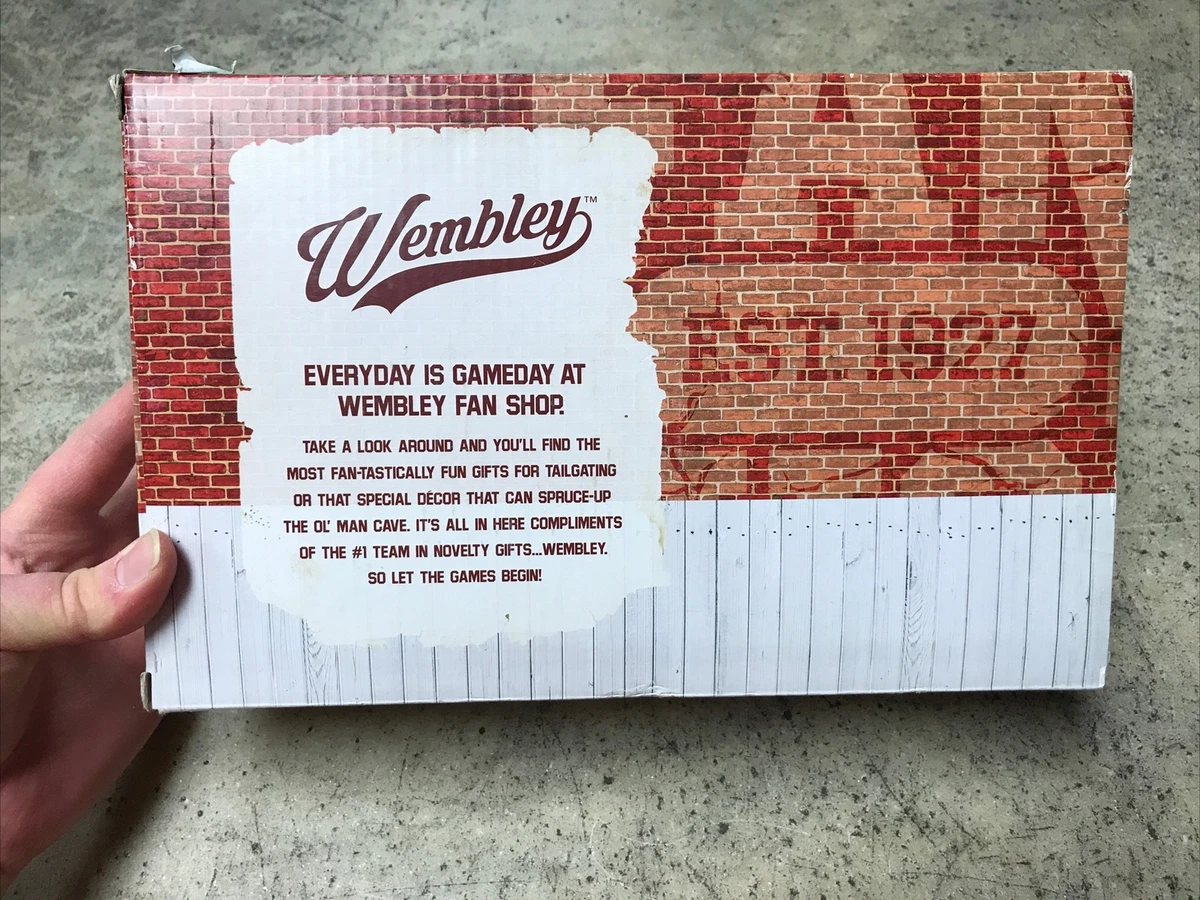 Wembley™
EVERYDAY IS GAMEDAY AT
WEMBLEY FAN SHOP.
TAKE A LOOK AROUND AND YOU'LL FIND THE
MOST FAN-TASTICALLY FUN GIFTS FOR TAILGATING
OR THAT SPECIAL DÉCOR THAT CAN SPRUCE-UP
THE OL' MAN CAVE. IT'S ALL IN HERE COMPLIMENTS
OF THE #1 TEAM IN NOVELTY GIFTS...WEMBLEY.
SO LET THE GAMES BEGIN!
EST. 1927